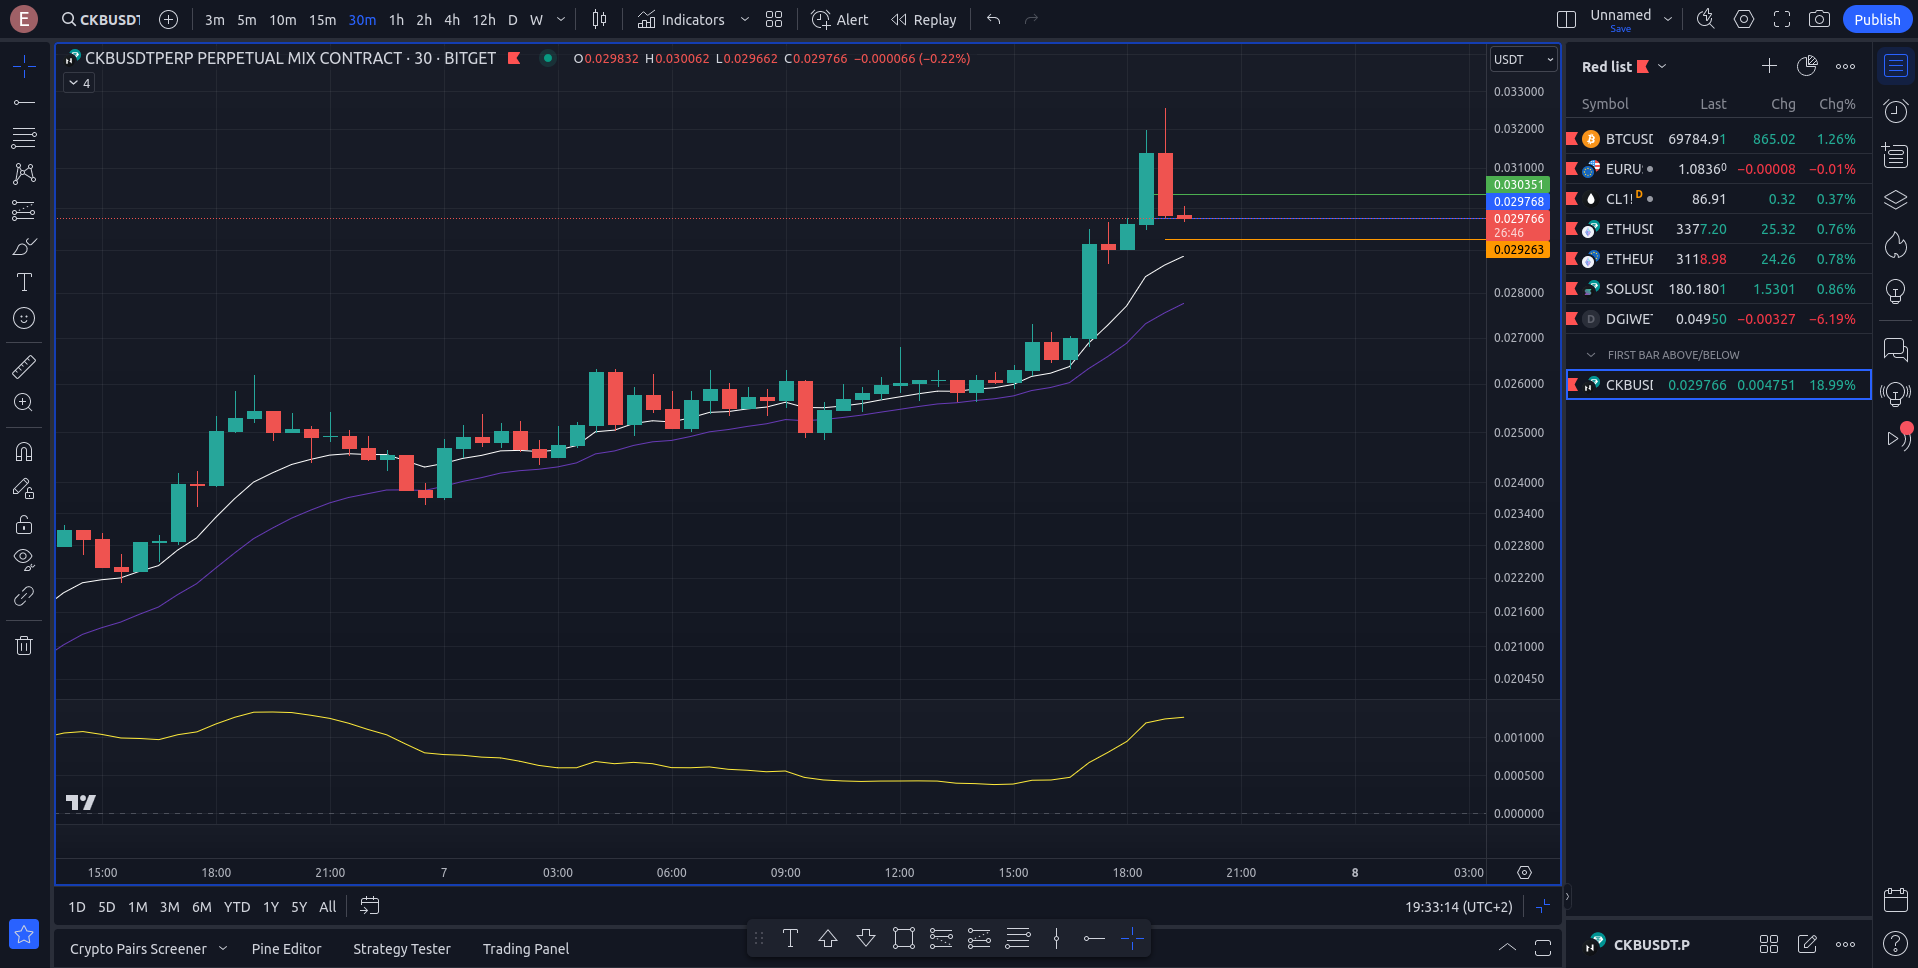 E CKBUSDT 3m 5m 10m 15m 30m 1h 2h 4h 12h D W Indicators Alert Replay Unnamed Publish
Save
CKBUSDTPERP PERPETUAL MIX CONTRACT · 30 · BITGET O0.029832 H0.030062 L0.029662 C0.029766 −0.000066 (−0.22%) USDT
4
0.033000
0.032000
0.031000
0.030351
0.029768
0.029766
26:46
0.029263
0.028000
0.027000
0.026000
0.025000
0.024000
0.023400
0.022800
0.022200
0.021600
0.021000
0.020450
0.001000
0.000500
0.000000
15:00 18:00 21:00 7 03:00 06:00 09:00 12:00 15:00 18:00 21:00 8 03:00
1D 5D 1M 3M 6M YTD 1Y 5Y All 19:33:14 (UTC+2)
Crypto Pairs Screener Pine Editor Strategy Tester Trading Panel
Red list
Symbol Last Chg Chg%
BTCUSD 69784.91 865.02 1.26%
EURU 1.08360 −0.00008 −0.01%
CL1! D 86.91 0.32 0.37%
ETHUSD 3377.20 25.32 0.76%
ETHEUR 3118.98 24.26 0.78%
SOLUSD 180.1801 1.5301 0.86%
D DGIWE 0.04950 −0.00327 −6.19%
FIRST BAR ABOVE/BELOW
CKBUSD 0.029766 0.004751 18.99%
CKBUSDT.P